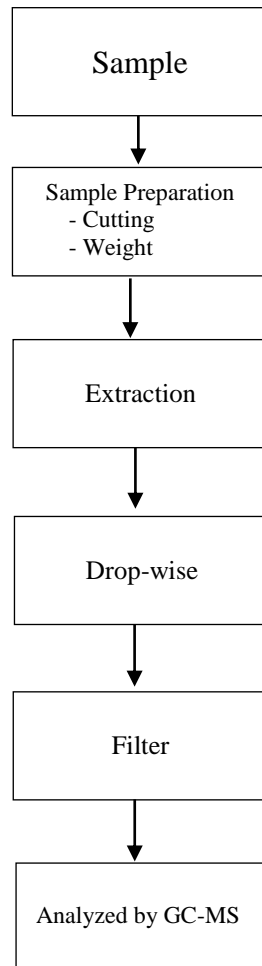 Sample
Sample Preparation
- Cutting
- Weight
Extraction
Drop-wise
Filter
Analyzed by GC-MS